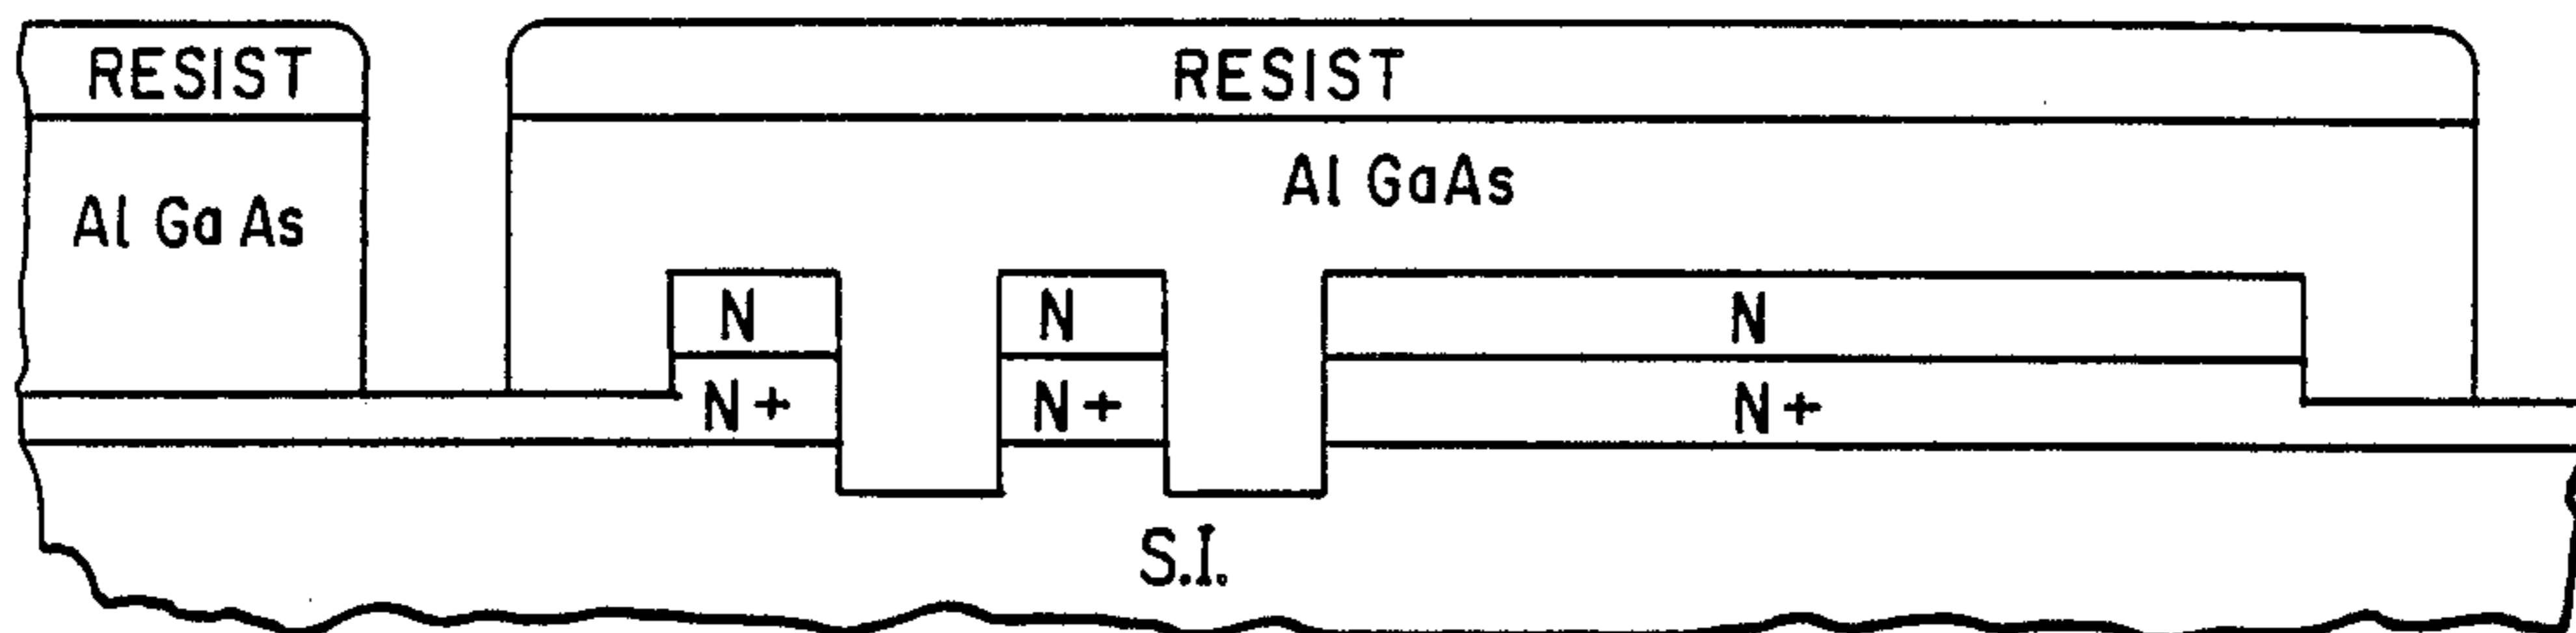 RESIST
RESIST
Al GaAs
Al Ga As
N
N
N
N+
N+
N+
S.I.